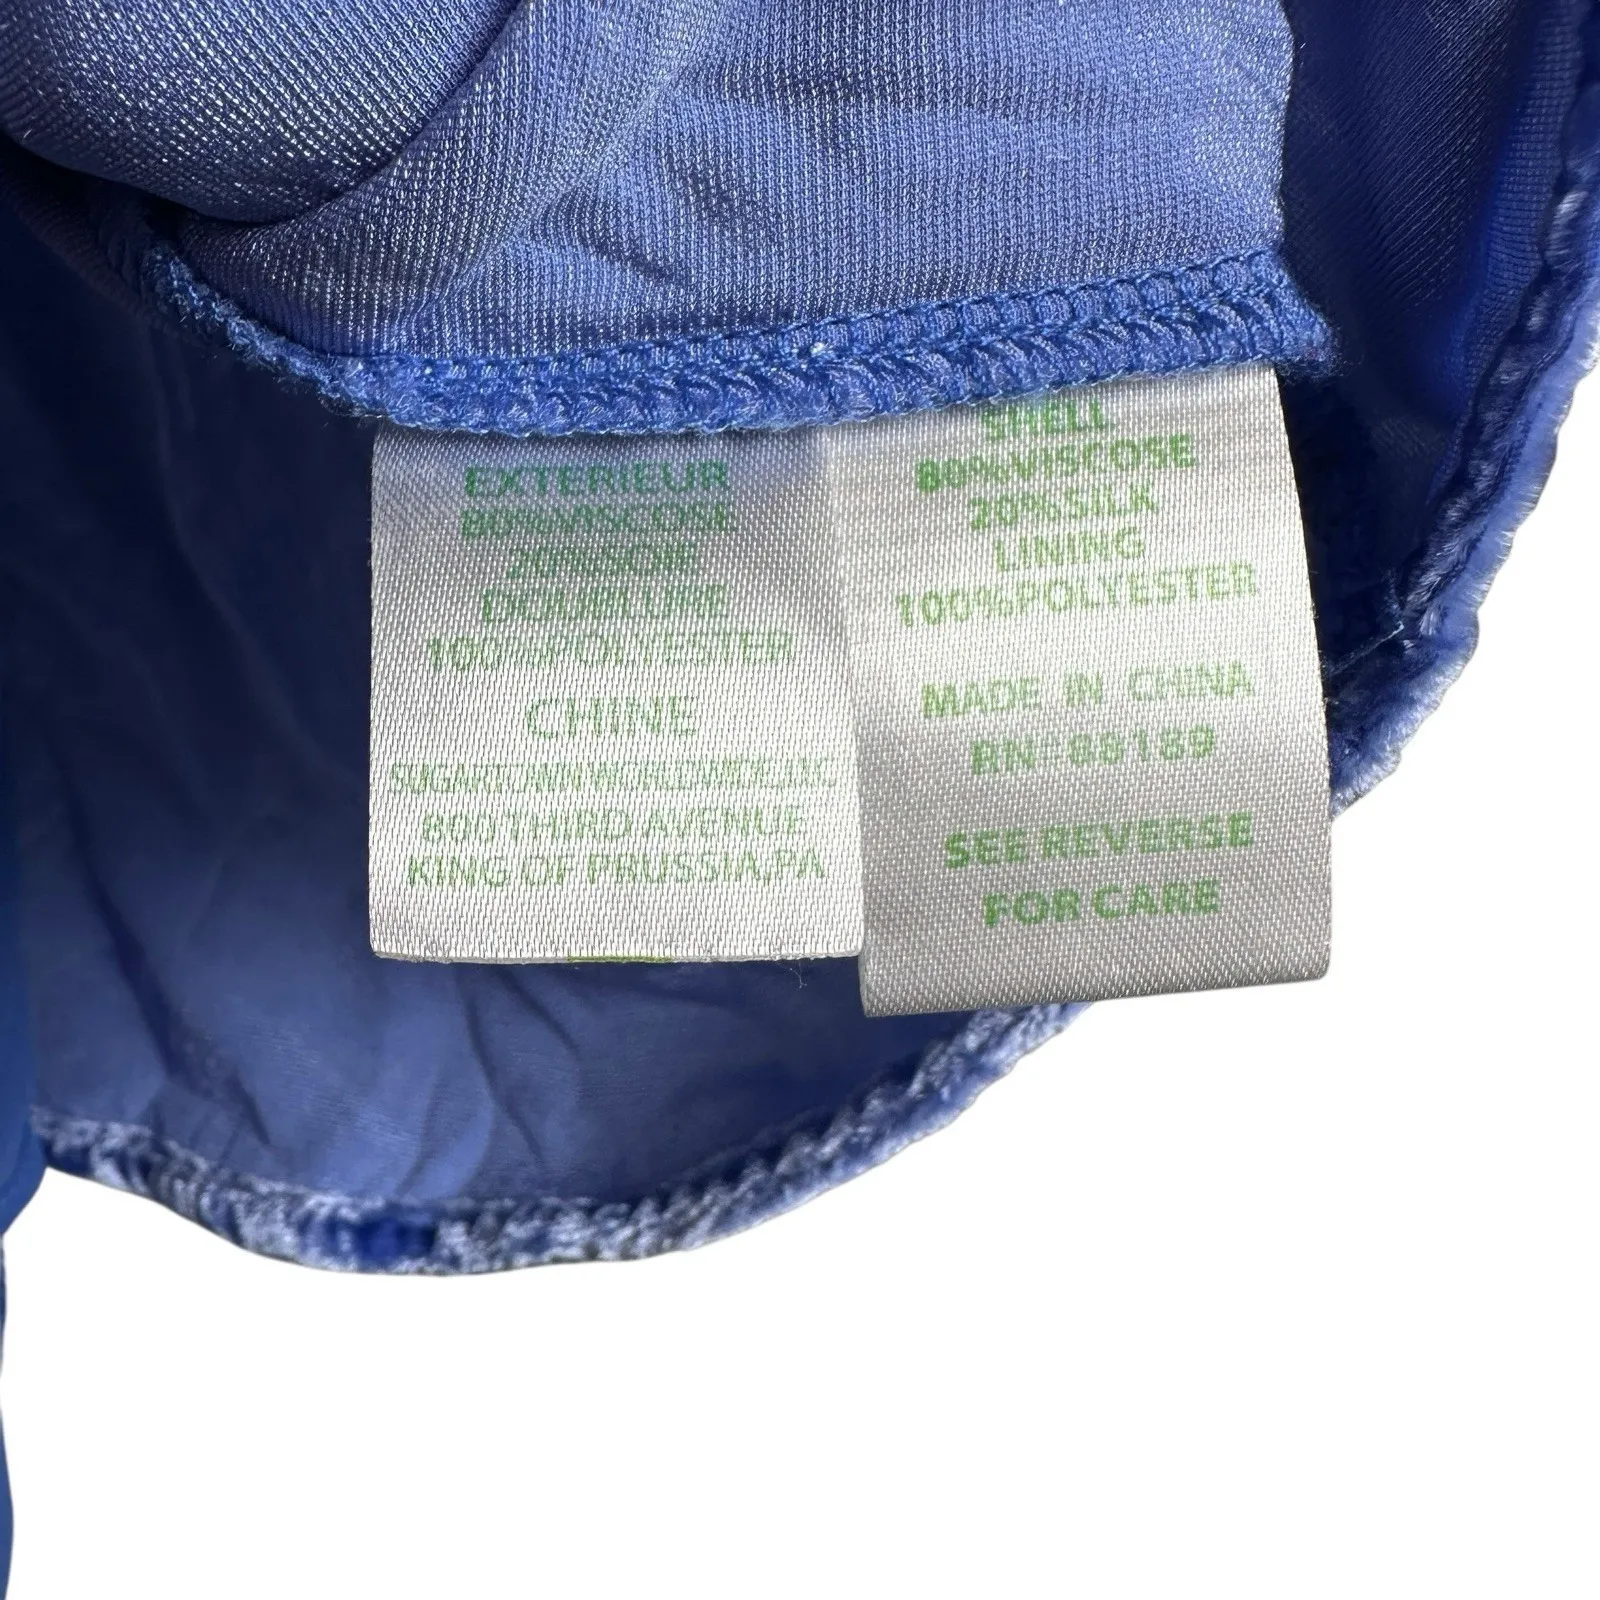 EXTERIEUR
80%VISCOSE
20%SOIE
DOUBLURE
100%POLYESTER
CHINE
SUGARTOWN WORLDWIDE, LLC
800 THIRD AVENUE
KING OF PRUSSIA,PA
SHELL
80%VISCOSE
20%SILK
LINING
100%POLYESTER
MADE IN CHINA
RN=
SEE REVERSE
FOR CARE